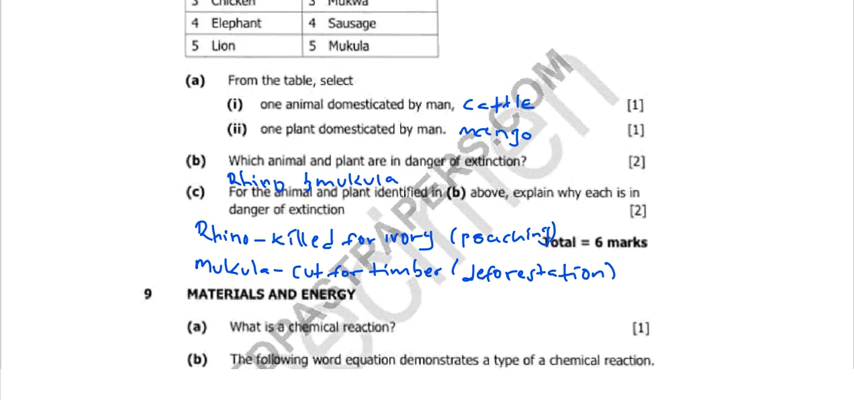 3 Chicken 3 Mukwa
4 Elephant 4 Sausage
5 Lion 5 Mukula
(a) From the table, select
(i) one animal domesticated by man, cattle [1]
(ii) one plant domesticated by man. mango [1]
(b) Which animal and plant are in danger of extinction? [2]
Rhino & mukula
(c) For the animal and plant identified in (b) above, explain why each is in
danger of extinction [2]
Rhino - killed for ivory (poaching)
Total = 6 marks
Mukula - cut for timber (deforestation)
9 MATERIALS AND ENERGY
(a) What is a chemical reaction? [1]
(b) The following word equation demonstrates a type of a chemical reaction.